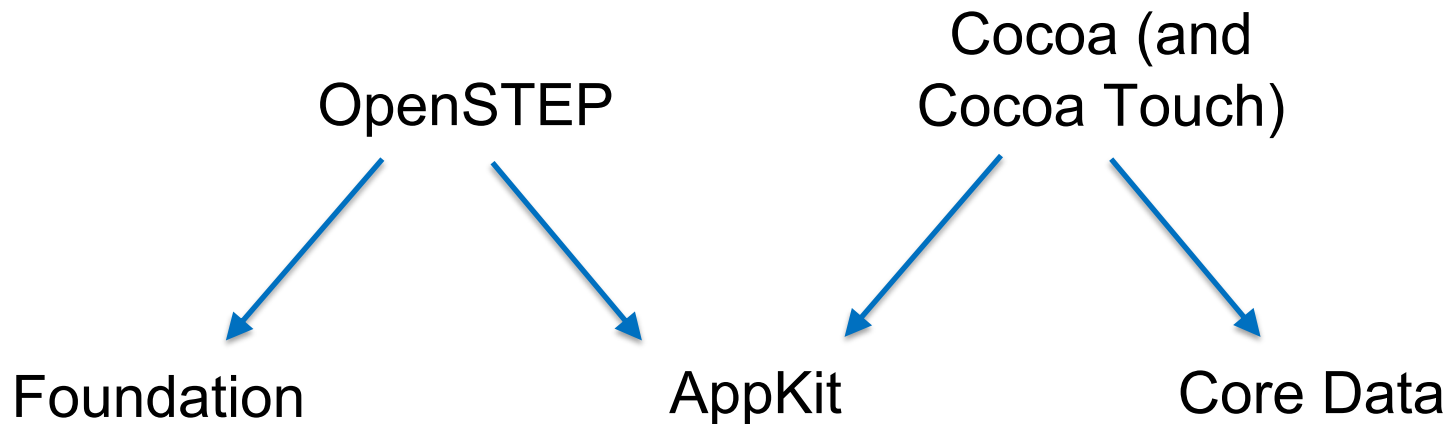 OpenSTEP
Cocoa (and
Cocoa Touch)
Foundation
AppKit
Core Data